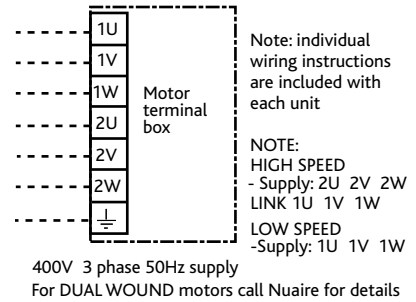 1U
1V
1W
2U
2V
2W
Motor
terminal
box
Note: individual
wiring instructions
are included with
each unit
NOTE:
HIGH SPEED
- Supply: 2U 2V 2W
LINK 1U 1V 1W
LOW SPEED
-Supply: 1U 1V 1W
400V 3 phase 50Hz supply
For DUAL WOUND motors call Nuaire for details